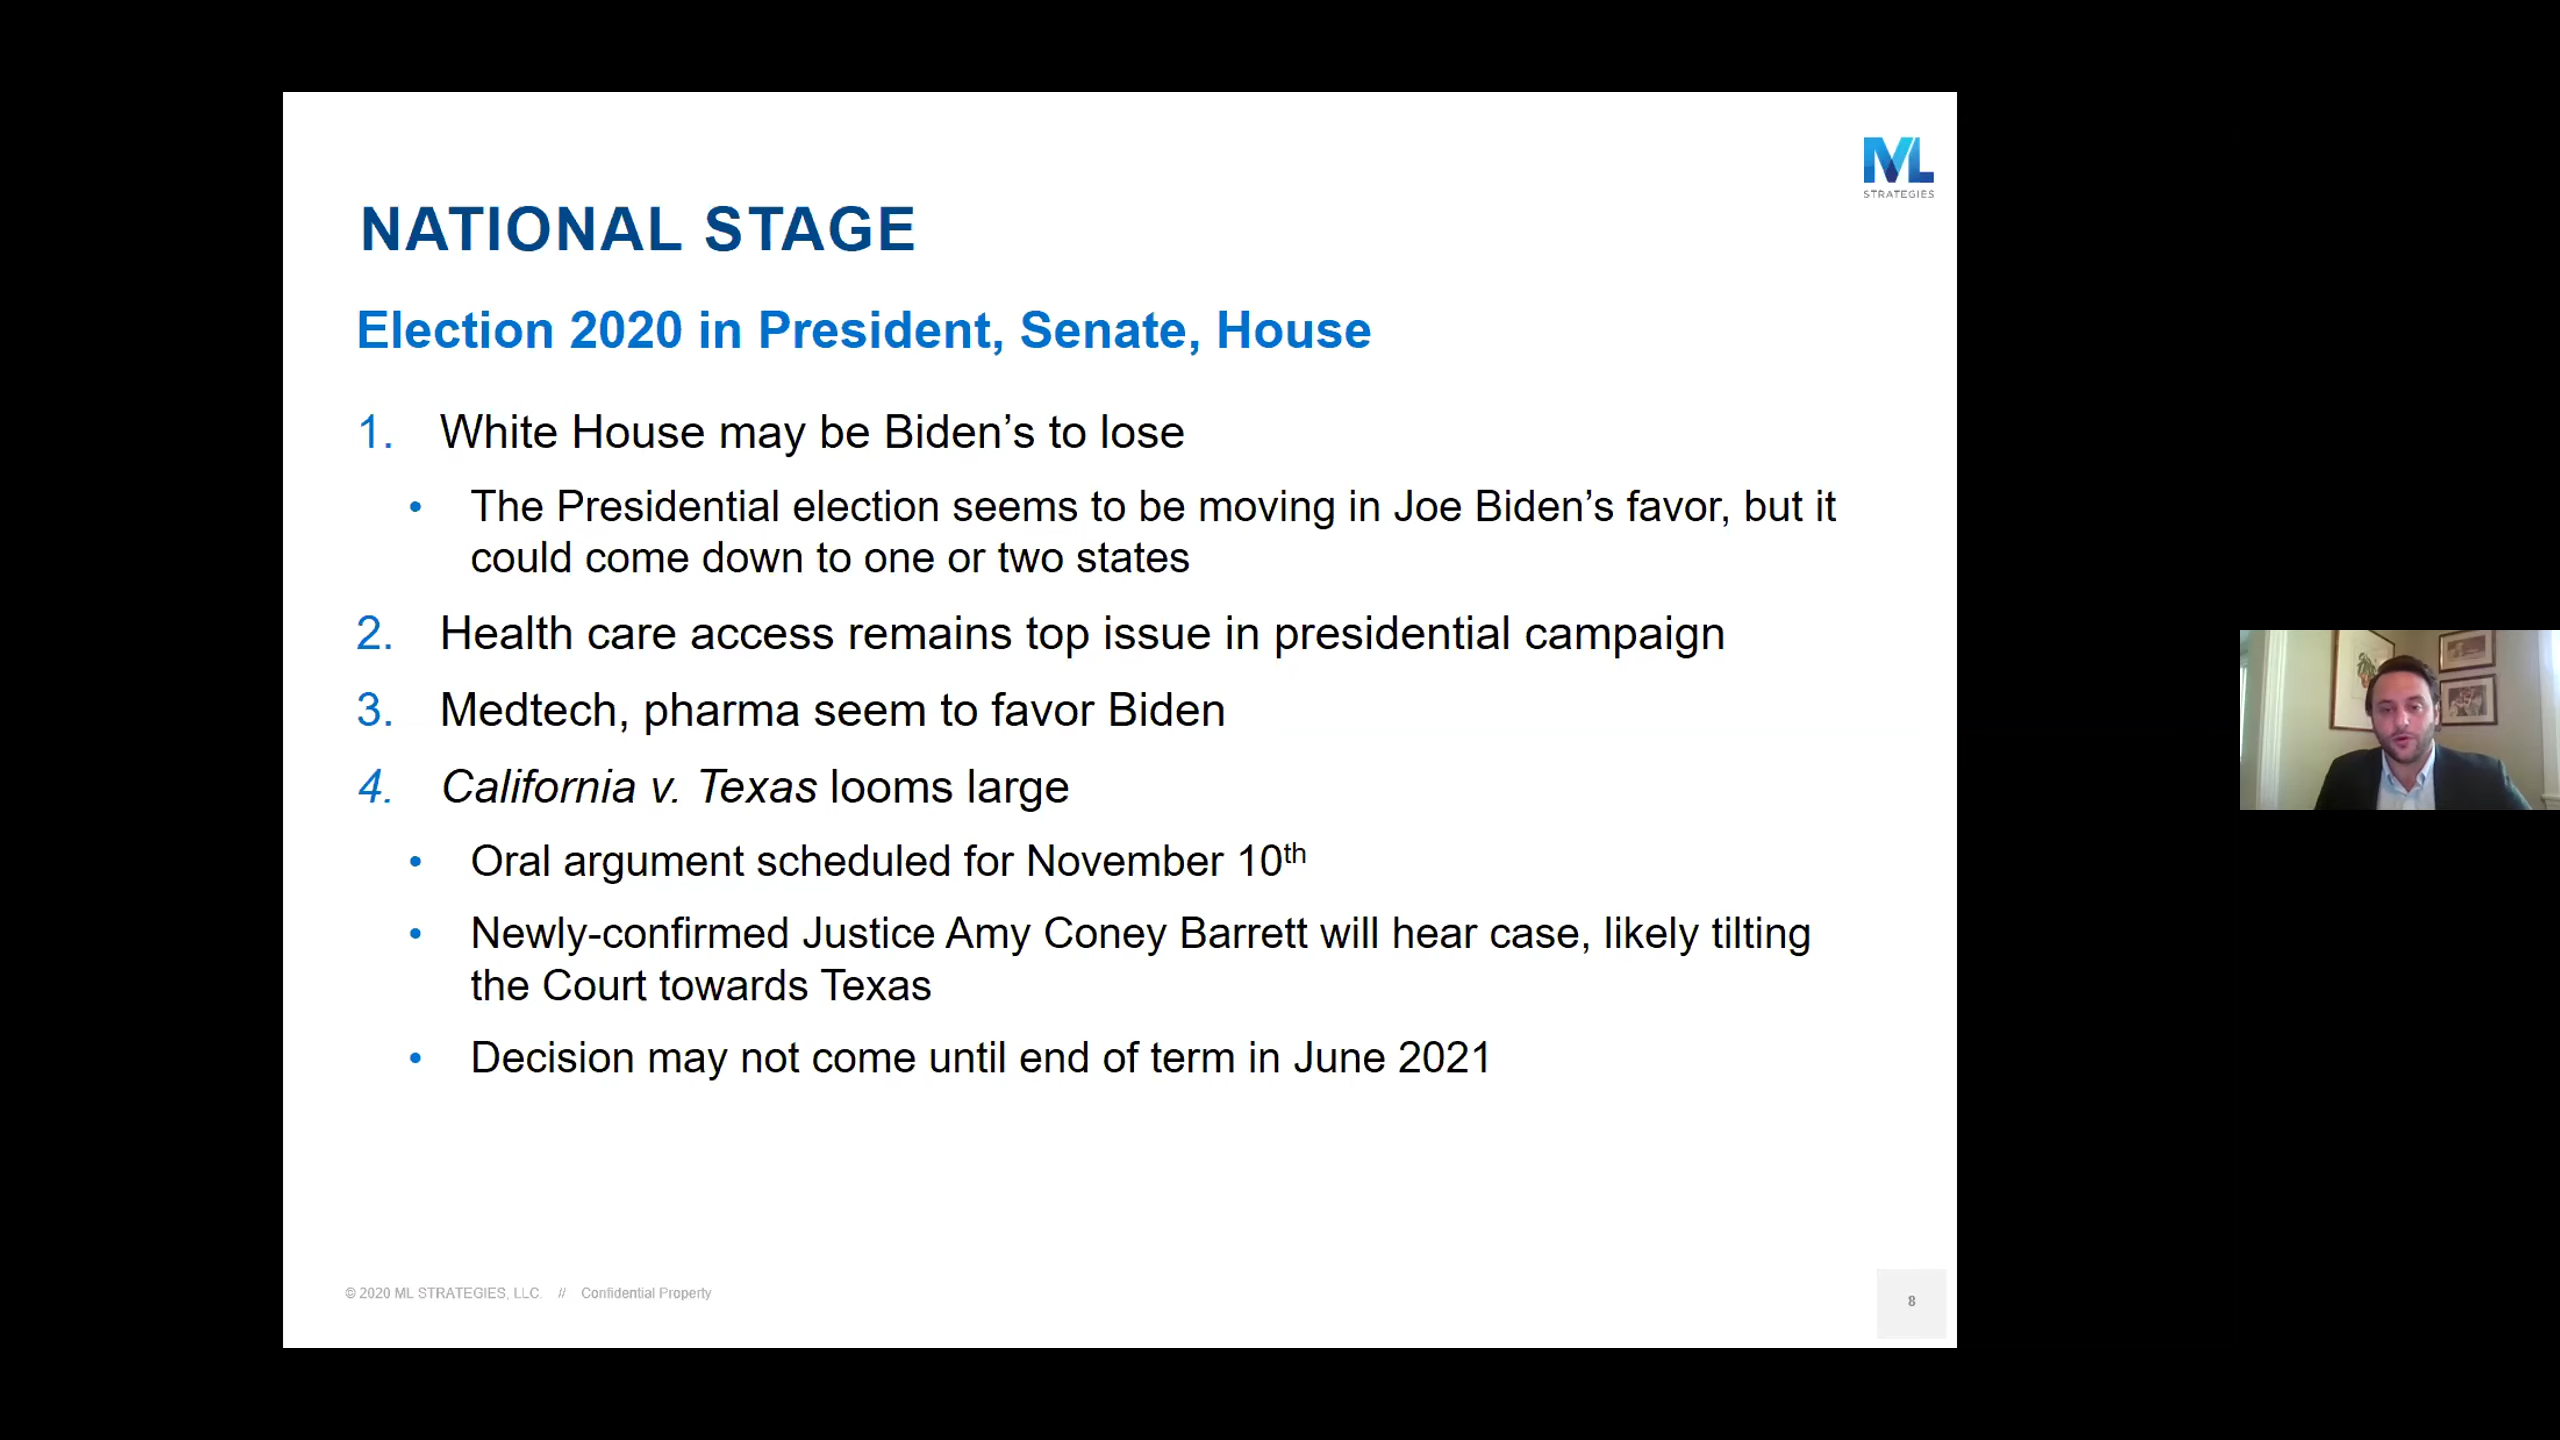 ML
STRATEGIES
NATIONAL STAGE
Election 2020 in President, Senate, House
1. White House may be Biden’s to lose
• The Presidential election seems to be moving in Joe Biden’s favor, but it
could come down to one or two states
2. Health care access remains top issue in presidential campaign
3. Medtech, pharma seem to favor Biden
4. California v. Texas looms large
• Oral argument scheduled for November 10th
• Newly-confirmed Justice Amy Coney Barrett will hear case, likely tilting
the Court towards Texas
• Decision may not come until end of term in June 2021
© 2020 ML STRATEGIES, LLC. // Confidential Property
8